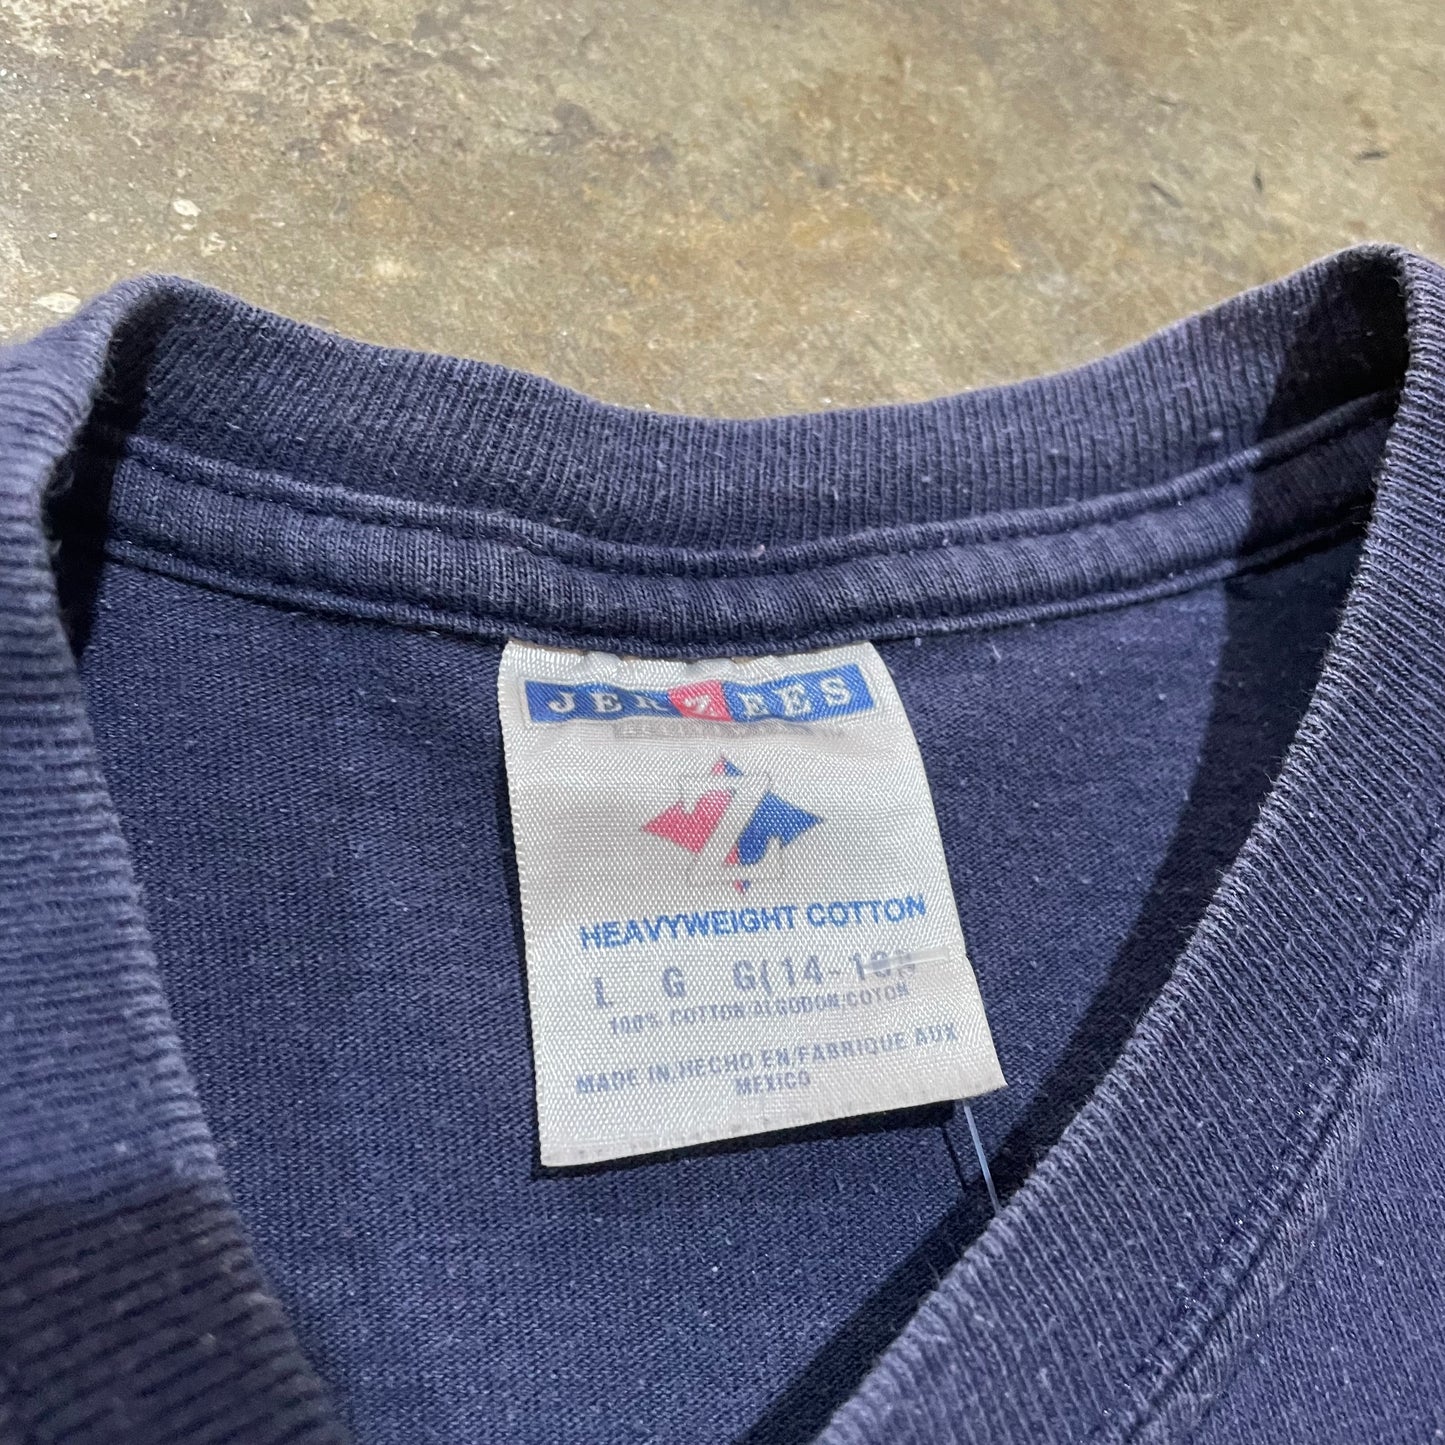 JERZEES
HEAVYWEIGHT COTTON
L G G(14-16)
100% COTTON/ALGODON/COTON
MADE IN/HECHO EN/FABRIQUE AUX
MEXICO